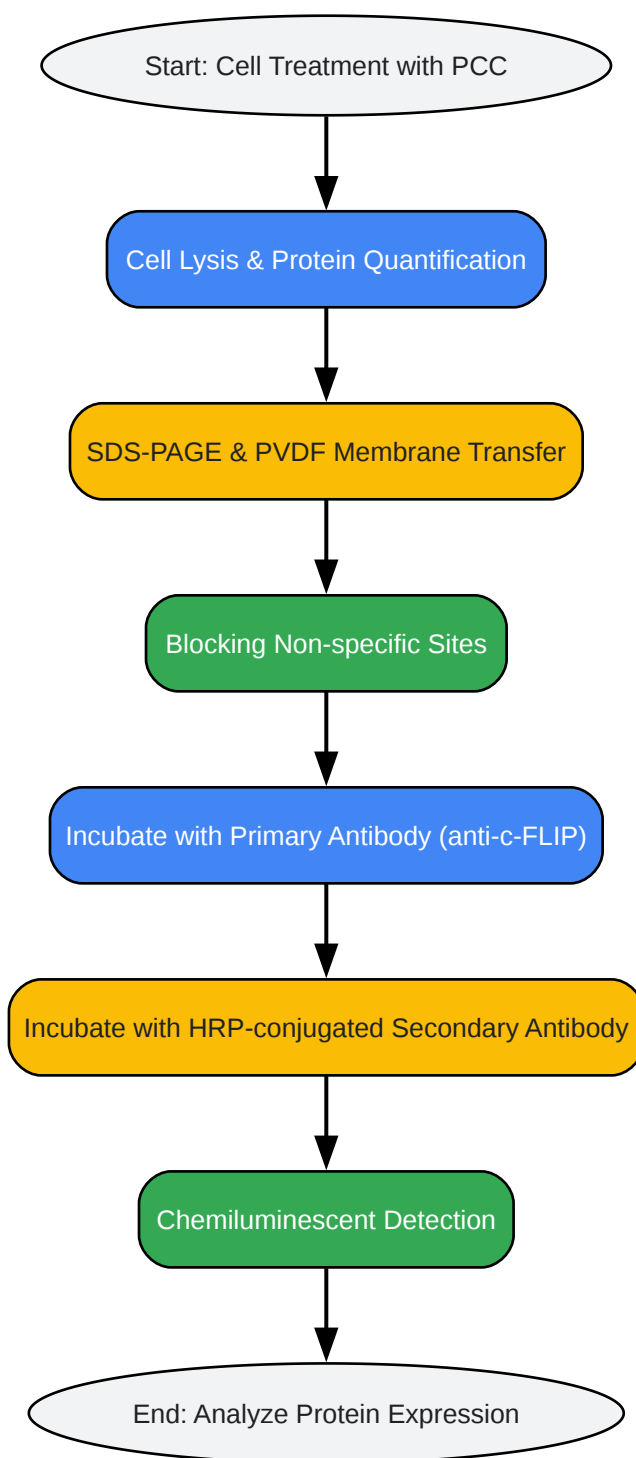 Start: Cell Treatment with PCC
Cell Lysis & Protein Quantification
SDS-PAGE & PVDF Membrane Transfer
Blocking Non-specific Sites
Incubate with Primary Antibody (anti-c-FLIP)
Incubate with HRP-conjugated Secondary Antibody
Chemiluminescent Detection
End: Analyze Protein Expression